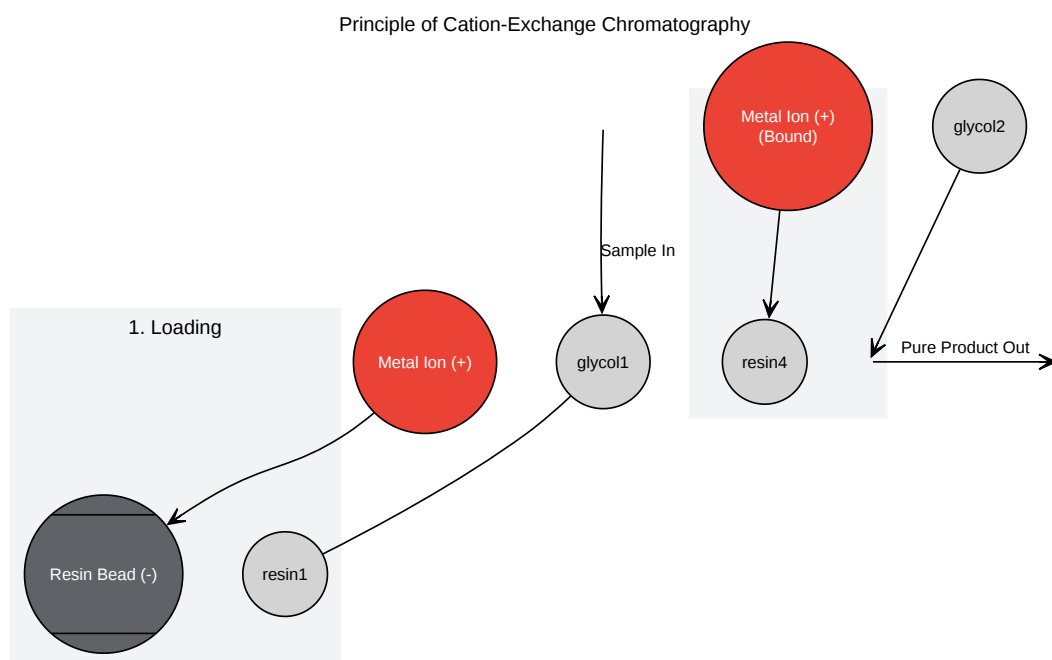 Principle of Cation-Exchange Chromatography
Metal Ion (+)
(Bound)
glycol2
Sample In
1. Loading
Metal Ion (+)
glycol1
resin4
Pure Product Out
Resin Bead (-)
resin1